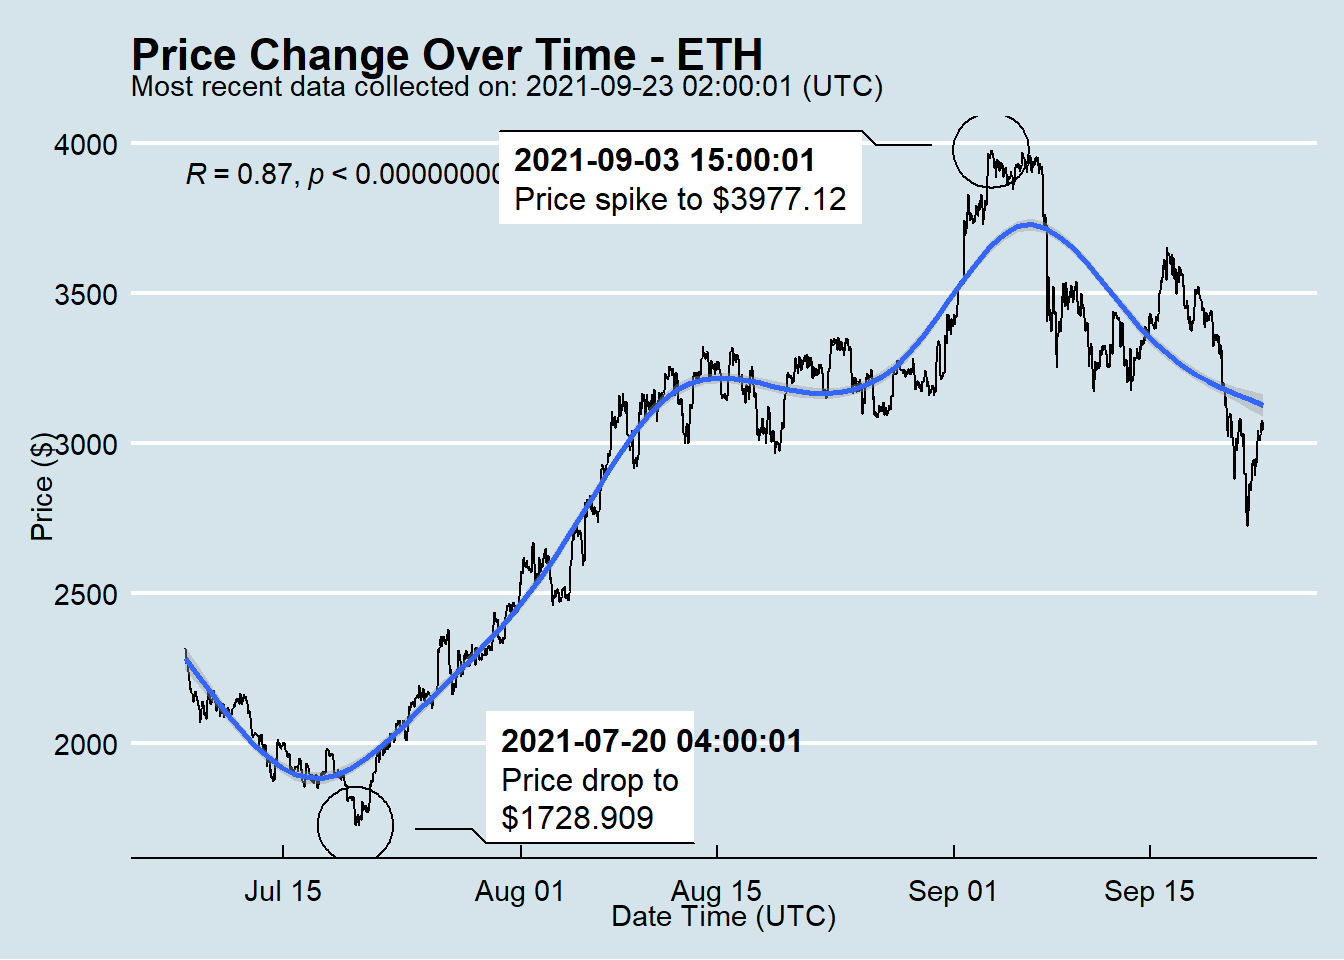 Price Change Over Time - ETH
Most recent data collected on: 2021-09-23 02:00:01 (UTC)
4000
R = 0.87, p < 0.00000000
2021-09-03 15:00:01
Price spike to $3977.12
3500
3000
Price ($)
2500
2000
2021-07-20 04:00:01
Price drop to
$1728.909
Jul 15
Aug 01
Aug 15
Sep 01
Sep 15
Date Time (UTC)